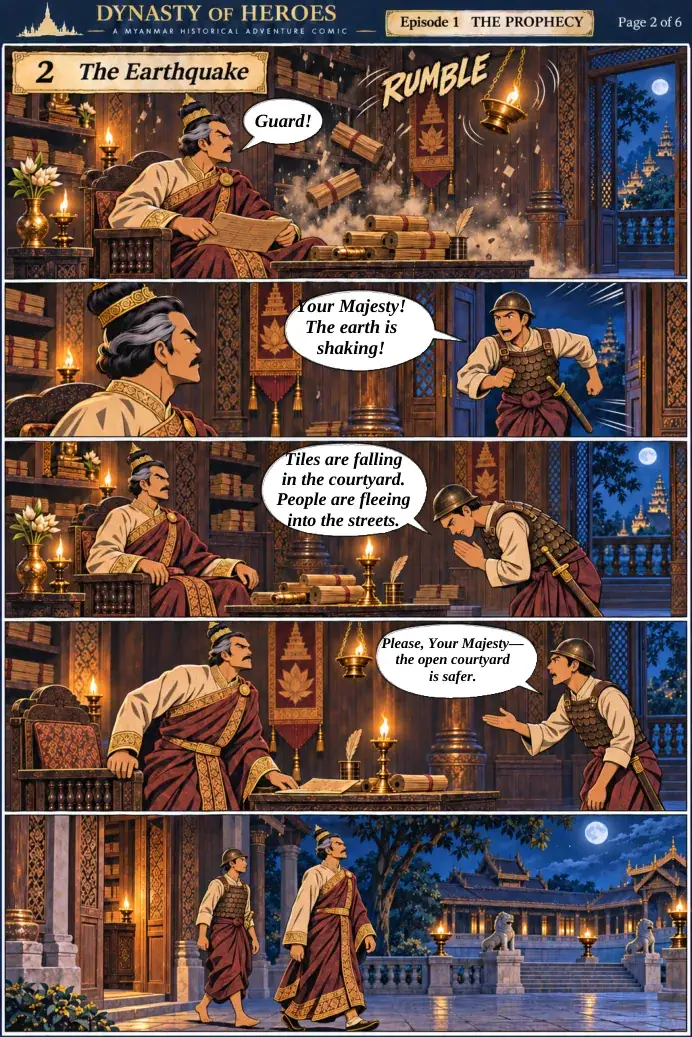 DYNASTY OF HEROES
A MYANMAR HISTORICAL ADVENTURE COMIC
Episode 1 THE PROPHECY
Page 2 of 6
2 The Earthquake
RUMBLE
Guard!
Your Majesty!
The earth is
shaking!
Tiles are falling
in the courtyard.
People are fleeing
into the streets.
Please, Your Majesty—
the open courtyard
is safer.